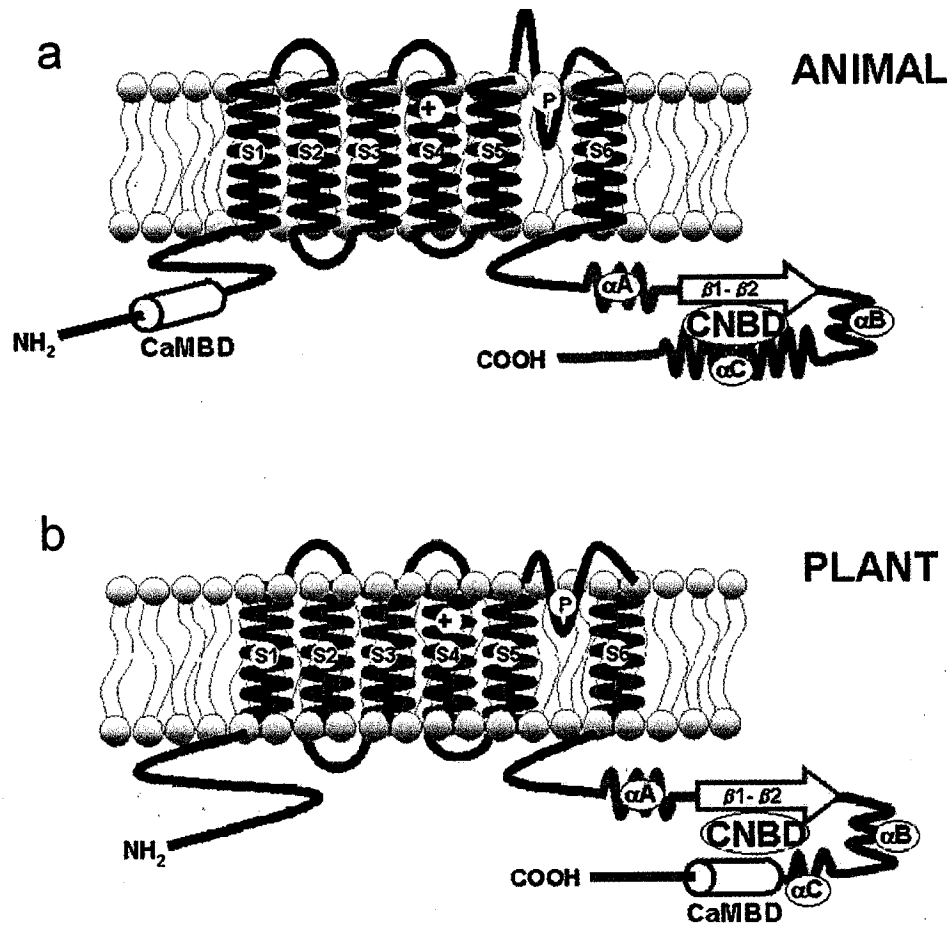 a
ANIMAL
+
P
S1
S2
S3
S4
S5
S6
αA
β1- β2
CNBD
αB
NH2
CaMBD
COOH
αC
b
PLANT
+
P
S1
S2
S3
S4
S5
S6
αA
β1- β2
CNBD
αB
NH2
COOH
αC
CaMBD